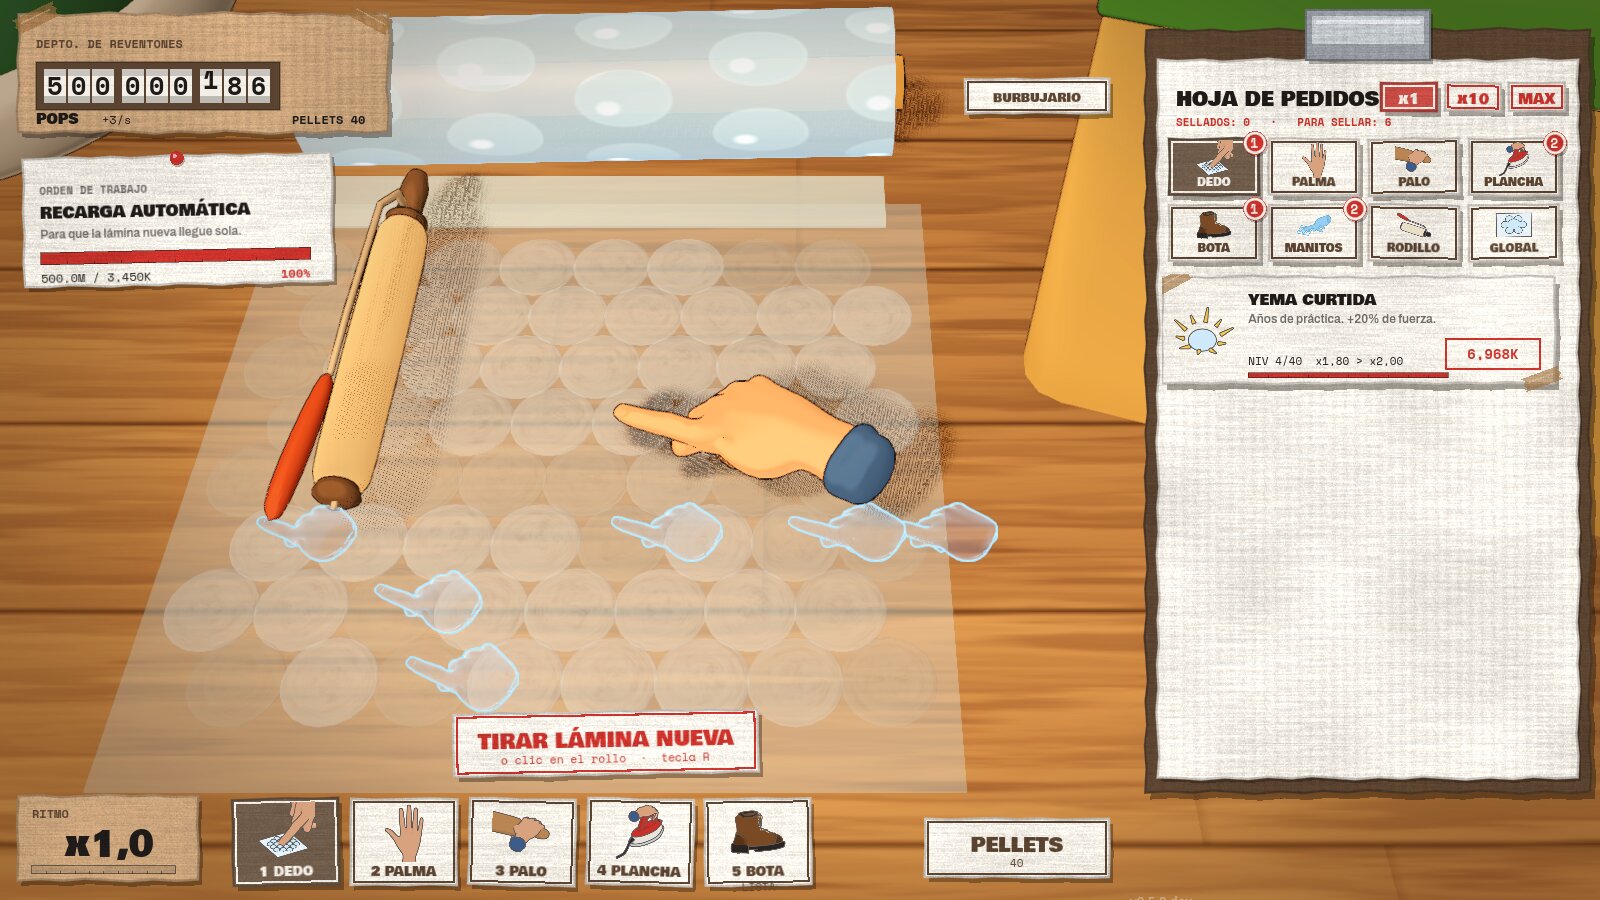 DEPTO. DE REVENTONES
500 000 186
POPS +3/s PELLETS 40
ORDEN DE TRABAJO
RECARGA AUTOMÁTICA
Para que la lámina nueva llegue sola.
500.0M / 3.450K 100%
BURBUJARIO
HOJA DE PEDIDOS x1 x10 MAX
SELLADOS: 0 · PARA SELLAR: 6
1 2
DEDO PALMA PALO PLANCHA
1 2
BOTA MANITOS RODILLO GLOBAL
YEMA CURTIDA
Años de práctica. +20% de fuerza.
NIV 4/40 x1,80 > x2,00 6.968K
TIRAR LÁMINA NUEVA
o clic en el rollo · tecla R
RITMO
x1,0
1 DEDO 2 PALMA 3 PALO 4 PLANCHA 5 BOTA
LISTA
PELLETS
40